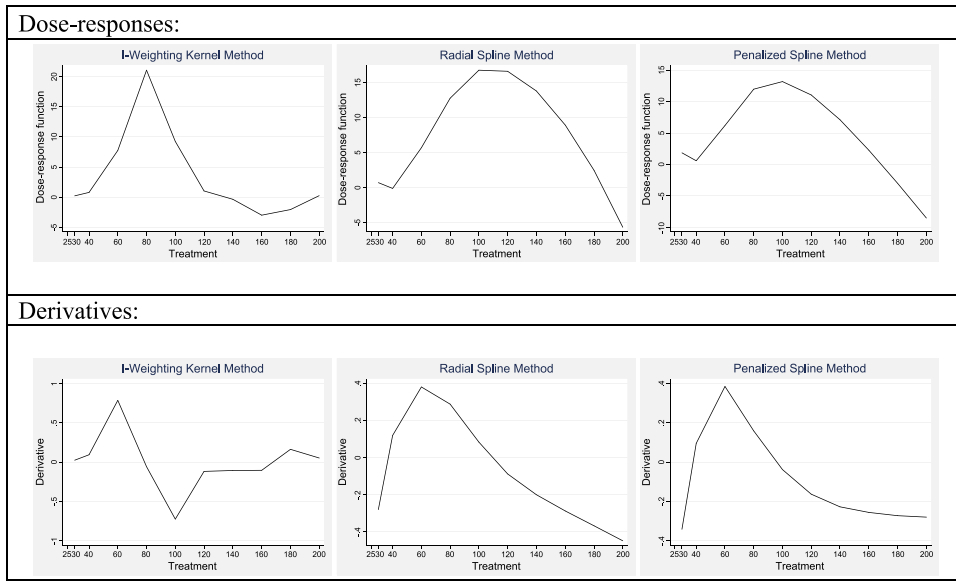 Dose-responses:
I-Weighting Kernel Method
Dose-response function
20
15
10
5
0
-5
2530 40 60 80 100 120 140 160 180 200
Treatment
Radial Spline Method
Dose-response function
15
10
5
0
-5
2530 40 60 80 100 120 140 160 180 200
Treatment
Penalized Spline Method
Dose-response function
15
10
5
0
-5
-10
2530 40 60 80 100 120 140 160 180 200
Treatment
Derivatives:
I-Weighting Kernel Method
Derivative
1
.5
0
-.5
-1
2530 40 60 80 100 120 140 160 180 200
Treatment
Radial Spline Method
Derivative
.4
.2
0
-.2
-.4
2530 40 60 80 100 120 140 160 180 200
Treatment
Penalized Spline Method
Derivative
.4
.2
0
-.2
-.4
2530 40 60 80 100 120 140 160 180 200
Treatment